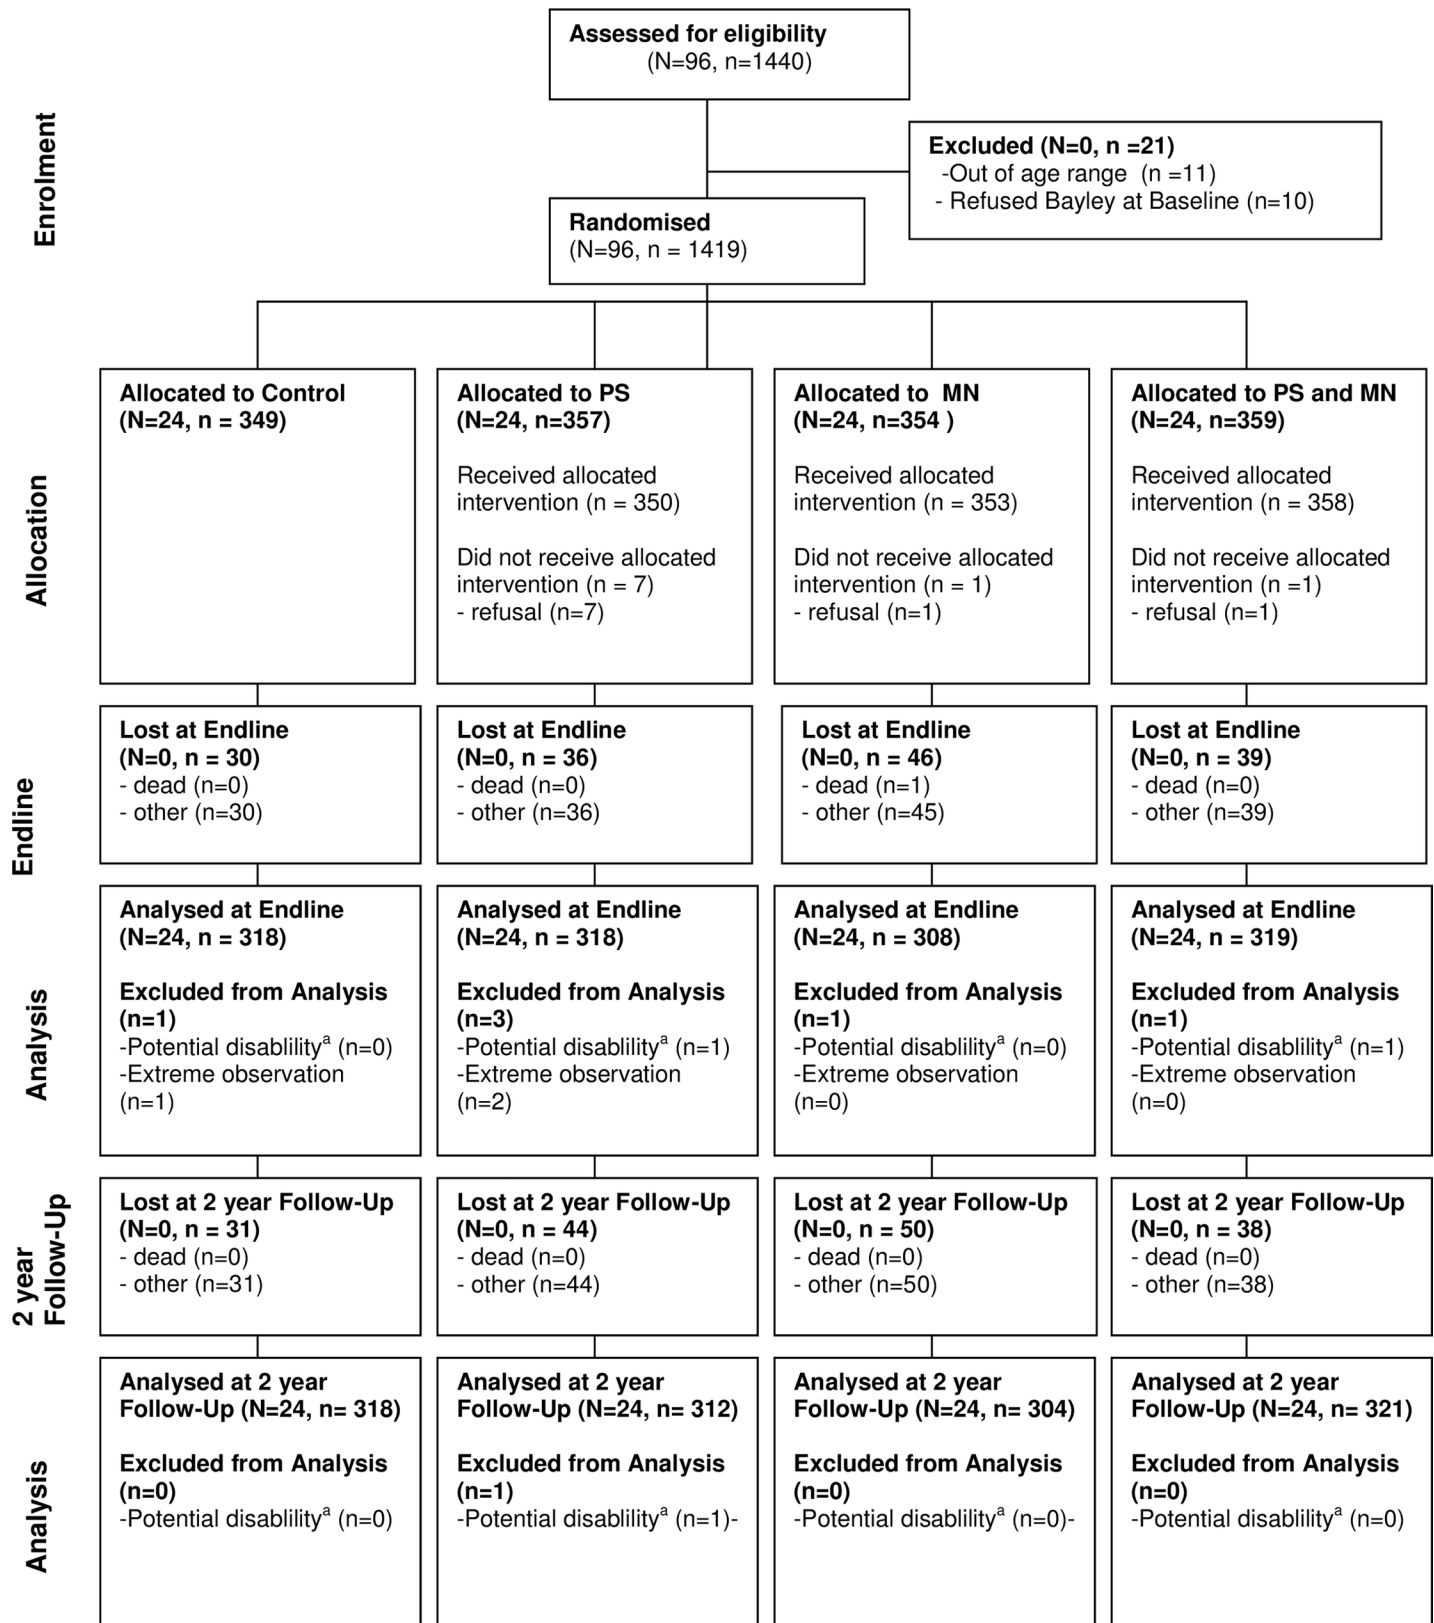 Assessed for eligibility
(N=96, n=1440)
Enrolment
Excluded (N=0, n =21)
-Out of age range  (n =11)
- Refused Bayley at Baseline (n=10)
Randomised
(N=96, n = 1419)
Allocation
Allocated to Control
(N=24, n = 349)
Allocated to PS
(N=24, n=357)
Received allocated
intervention (n = 350)
Did not receive allocated
intervention (n = 7)
- refusal (n=7)
Allocated to  MN
(N=24, n=354 )
Received allocated
intervention (n = 353)
Did not receive allocated
intervention (n = 1)
- refusal (n=1)
Allocated to PS and MN
(N=24, n=359)
Received allocated
intervention (n = 358)
Did not receive allocated
intervention (n =1)
- refusal (n=1)
Endline
Lost at Endline
(N=0, n = 30)
- dead (n=0)
- other (n=30)
Lost at Endline
(N=0, n = 36)
- dead (n=0)
- other (n=36)
Lost at Endline
(N=0, n = 46)
- dead (n=1)
- other (n=45)
Lost at Endline
(N=0, n = 39)
- dead (n=0)
- other (n=39)
Analysis
Analysed at Endline
(N=24, n = 318)
Excluded from Analysis
(n=1)
-Potential disablilityᵃ (n=0)
-Extreme observation
(n=1)
Analysed at Endline
(N=24, n = 318)
Excluded from Analysis
(n=3)
-Potential disablilityᵃ (n=1)
-Extreme observation
(n=2)
Analysed at Endline
(N=24, n = 308)
Excluded from Analysis
(n=1)
-Potential disablilityᵃ (n=0)
-Extreme observation
(n=0)
Analysed at Endline
(N=24, n = 319)
Excluded from Analysis
(n=1)
-Potential disablilityᵃ (n=1)
-Extreme observation
(n=0)
2 year
Follow-Up
Lost at 2 year Follow-Up
(N=0, n = 31)
- dead (n=0)
- other (n=31)
Lost at 2 year Follow-Up
(N=0, n = 44)
- dead (n=0)
- other (n=44)
Lost at 2 year Follow-Up
(N=0, n = 50)
- dead (n=0)
- other (n=50)
Lost at 2 year Follow-Up
(N=0, n = 38)
- dead (n=0)
- other (n=38)
Analysis
Analysed at 2 year
Follow-Up (N=24, n= 318)
Excluded from Analysis
(n=0)
-Potential disablilityᵃ (n=0)
Analysed at 2 year
Follow-Up (N=24, n= 312)
Excluded from Analysis
(n=1)
-Potential disablilityᵃ (n=1)-
Analysed at 2 year
Follow-Up (N=24, n= 304)
Excluded from Analysis
(n=0)
-Potential disablilityᵃ (n=0)-
Analysed at 2 year
Follow-Up (N=24, n= 321)
Excluded from Analysis
(n=0)
-Potential disablilityᵃ (n=0)